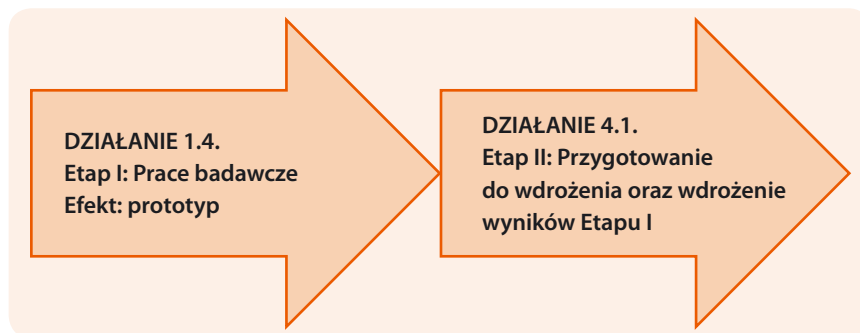 DZIAŁANIE 1.4.
Etap I: Prace badawcze
Efekt: prototyp
DZIAŁANIE 4.1.
Etap II: Przygotowanie
do wdrożenia oraz wdrożenie
wyników Etapu I